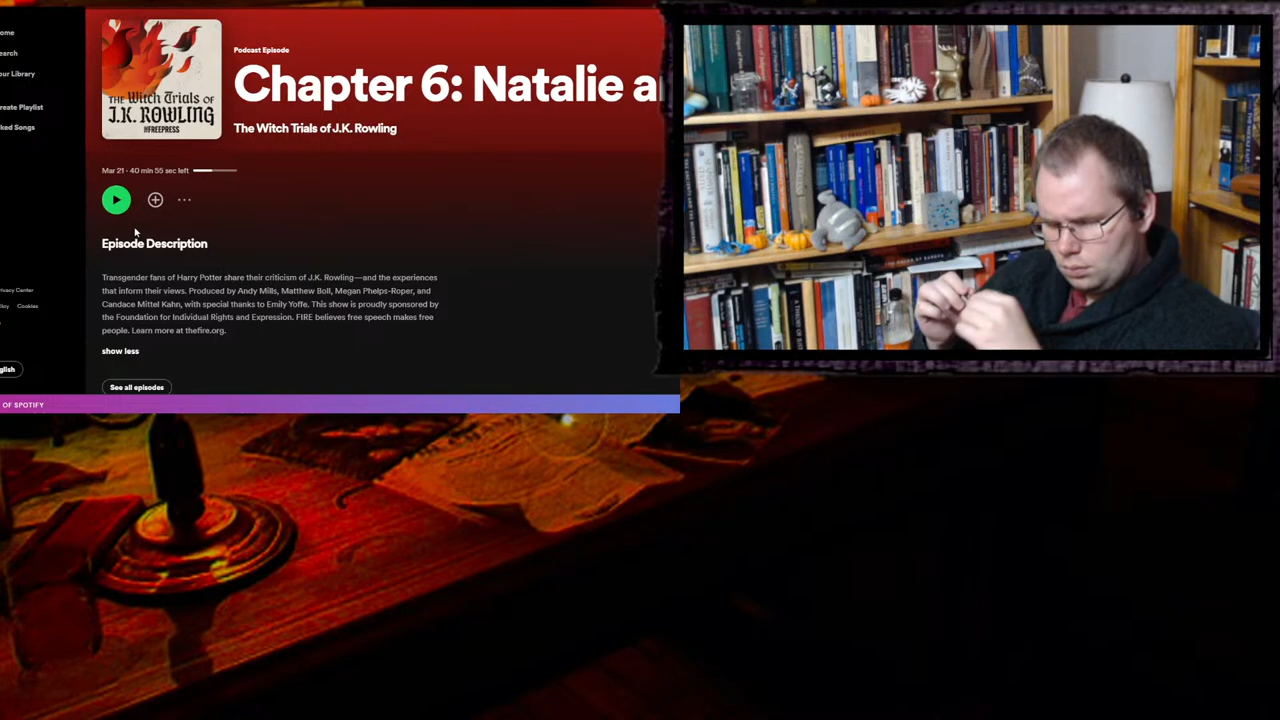 ome
earch
our Library
reate Playlist
ked Songs
rivacy Center
licy Cookies
glish
OF SPOTIFY
THE Witch Trials OF
J.K. ROWLING
#FREEPRESS
Podcast Episode
Chapter 6: Natalie a
The Witch Trials of J.K. Rowling
Mar 21 · 40 min 55 sec left
Episode Description
Transgender fans of Harry Potter share their criticism of J.K. Rowling—and the experiences
that inform their views. Produced by Andy Mills, Matthew Boll, Megan Phelps-Roper, and
Candace Mittel Kahn, with special thanks to Emily Yoffe. This show is proudly sponsored by
the Foundation for Individual Rights and Expression. FIRE believes free speech makes free
people. Learn more at thefire.org.
show less
See all episodes